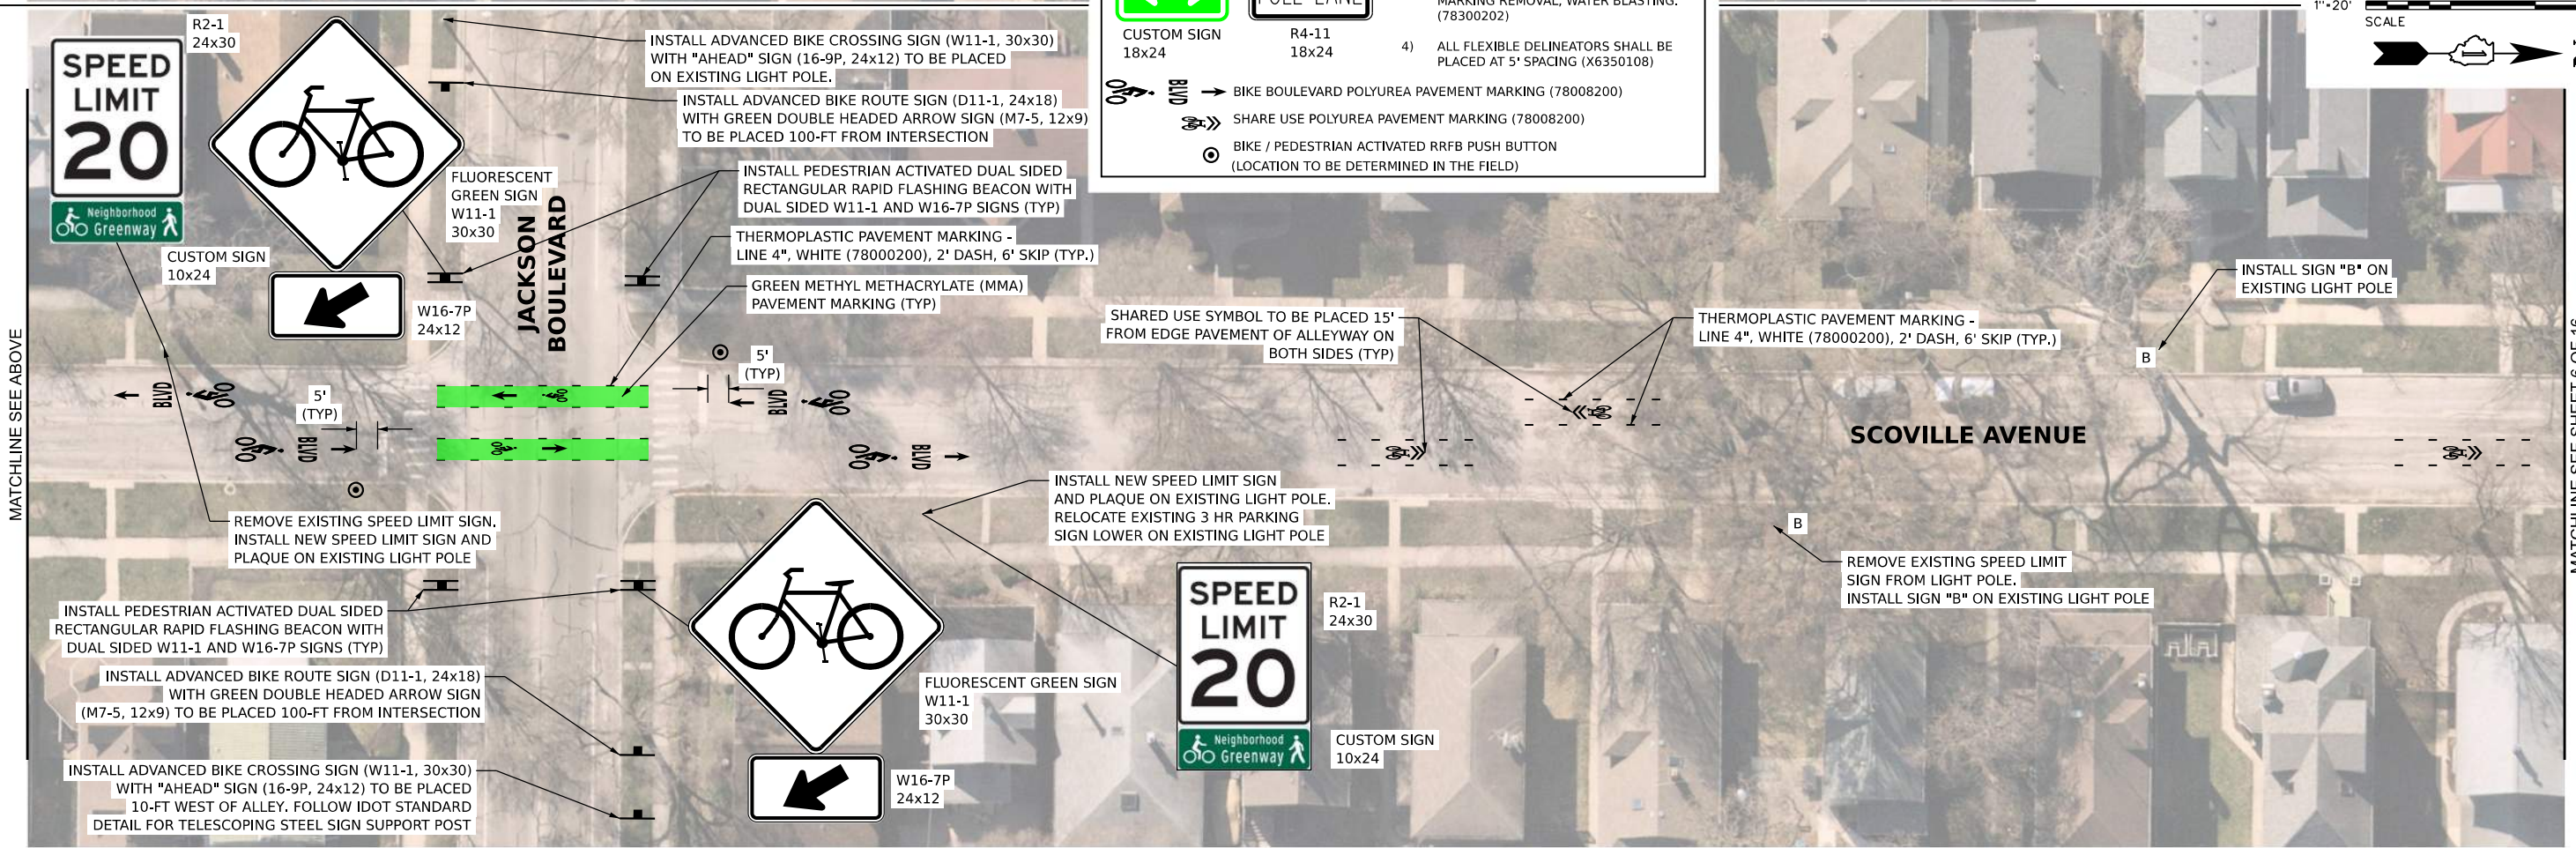 R2-1
24x30
SPEED
LIMIT
20
Neighborhood
Greenway
CUSTOM SIGN
10x24
FLUORESCENT
GREEN SIGN
W11-1
30x30
W16-7P
24x12
INSTALL ADVANCED BIKE CROSSING SIGN (W11-1, 30x30)
WITH "AHEAD" SIGN (16-9P, 24x12) TO BE PLACED
ON EXISTING LIGHT POLE.
INSTALL ADVANCED BIKE ROUTE SIGN (D11-1, 24x18)
WITH GREEN DOUBLE HEADED ARROW SIGN (M7-5, 12x9)
TO BE PLACED 100-FT FROM INTERSECTION
INSTALL PEDESTRIAN ACTIVATED DUAL SIDED
RECTANGULAR RAPID FLASHING BEACON WITH
DUAL SIDED W11-1 AND W16-7P SIGNS (TYP)
THERMOPLASTIC PAVEMENT MARKING -
LINE 4", WHITE (78000200), 2' DASH, 6' SKIP (TYP.)
GREEN METHYL METHACRYLATE (MMA)
PAVEMENT MARKING (TYP)
JACKSON
BOULEVARD
CUSTOM SIGN
18x24
R4-11
18x24
MARKING REMOVAL, WATER BLASTING.
(78300202)
4) ALL FLEXIBLE DELINEATORS SHALL BE
PLACED AT 5' SPACING (X6350108)
BLVD BIKE BOULEVARD POLYUREA PAVEMENT MARKING (78008200)
SHARE USE POLYUREA PAVEMENT MARKING (78008200)
BIKE / PEDESTRIAN ACTIVATED RRFB PUSH BUTTON
(LOCATION TO BE DETERMINED IN THE FIELD)
1"-20'
SCALE
INSTALL SIGN "B" ON
EXISTING LIGHT POLE
B
SHARED USE SYMBOL TO BE PLACED 15'
FROM EDGE PAVEMENT OF ALLEYWAY ON
BOTH SIDES (TYP)
THERMOPLASTIC PAVEMENT MARKING -
LINE 4", WHITE (78000200), 2' DASH, 6' SKIP (TYP.)
MATCHLINE SEE ABOVE
BLVD
5'
(TYP)
BLVD
5'
(TYP)
BLVD
BLVD
SCOVILLE AVENUE
REMOVE EXISTING SPEED LIMIT SIGN.
INSTALL NEW SPEED LIMIT SIGN AND
PLAQUE ON EXISTING LIGHT POLE
INSTALL NEW SPEED LIMIT SIGN
AND PLAQUE ON EXISTING LIGHT POLE.
RELOCATE EXISTING 3 HR PARKING
SIGN LOWER ON EXISTING LIGHT POLE
B
REMOVE EXISTING SPEED LIMIT
SIGN FROM LIGHT POLE.
INSTALL SIGN "B" ON EXISTING LIGHT POLE
INSTALL PEDESTRIAN ACTIVATED DUAL SIDED
RECTANGULAR RAPID FLASHING BEACON WITH
DUAL SIDED W11-1 AND W16-7P SIGNS (TYP)
INSTALL ADVANCED BIKE ROUTE SIGN (D11-1, 24x18)
WITH GREEN DOUBLE HEADED ARROW SIGN
(M7-5, 12x9) TO BE PLACED 100-FT FROM INTERSECTION
INSTALL ADVANCED BIKE CROSSING SIGN (W11-1, 30x30)
WITH "AHEAD" SIGN (16-9P, 24x12) TO BE PLACED
10-FT WEST OF ALLEY. FOLLOW IDOT STANDARD
DETAIL FOR TELESCOPING STEEL SIGN SUPPORT POST
FLUORESCENT GREEN SIGN
W11-1
30x30
W16-7P
24x12
SPEED
LIMIT
20
Neighborhood
Greenway
R2-1
24x30
CUSTOM SIGN
10x24